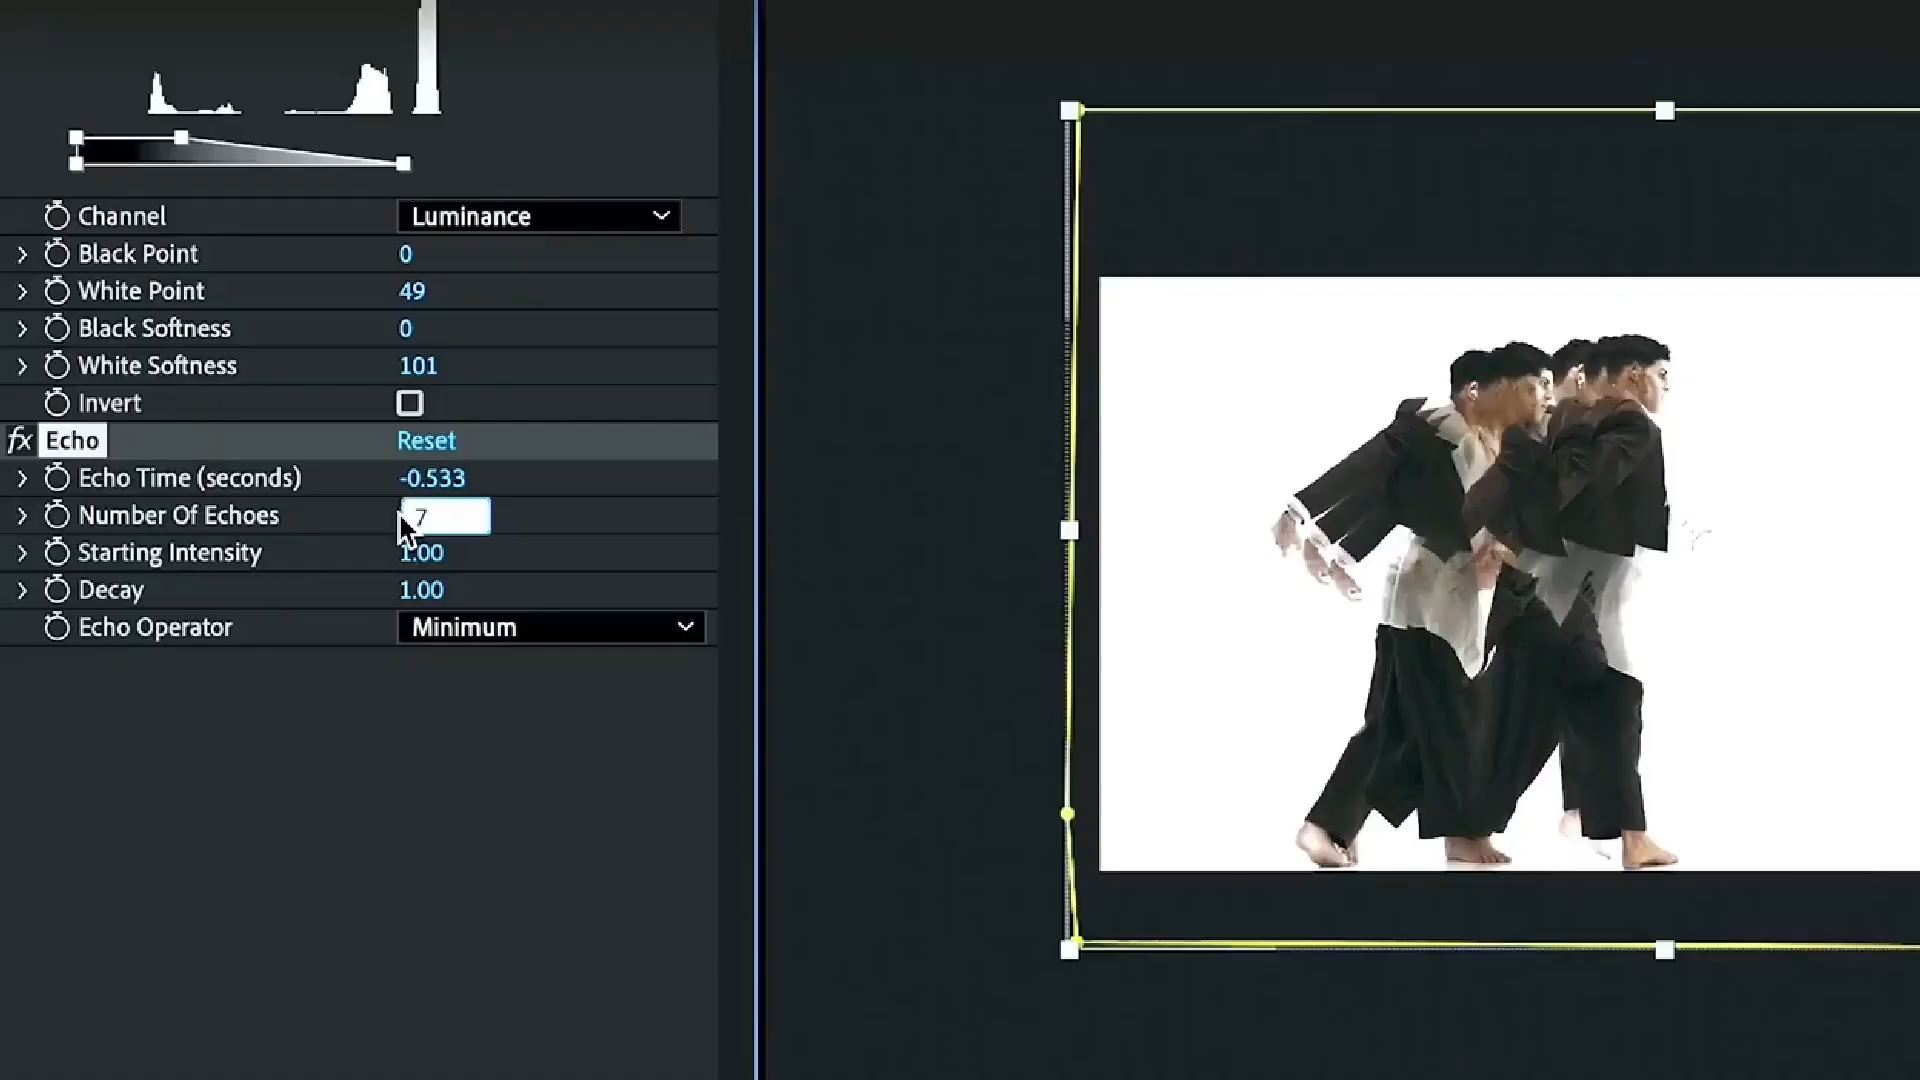 Channel Luminance
Black Point 0
White Point 49
Black Softness 0
White Softness 101
Invert
fx Echo Reset
Echo Time (seconds) -0.533
Number Of Echoes 7
Starting Intensity 1.00
Decay 1.00
Echo Operator Minimum